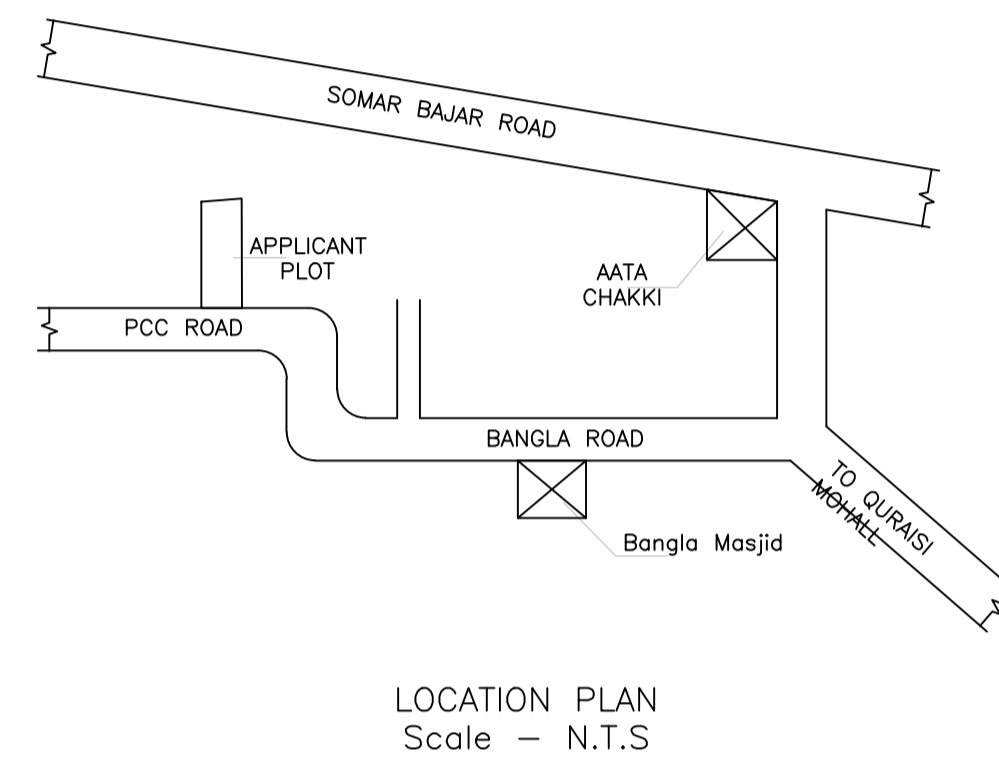 SOMAR BAJAR ROAD
APPLICANT
PLOT
AATA
CHAKKI
PCC ROAD
BANGLA ROAD
TO QURAISI
MOHALL
Bangla Masjid
LOCATION PLAN
Scale - N.T.S